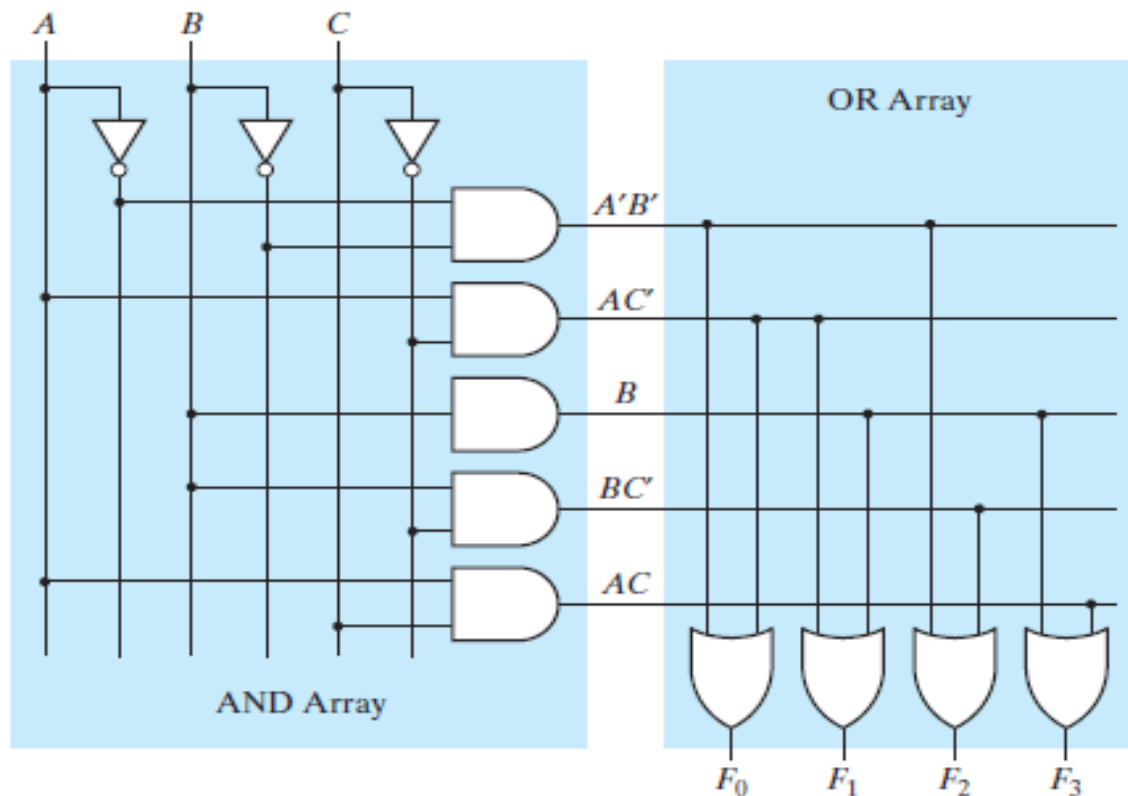 A B C
OR Array
A'B'
AC'
B
BC'
AC
AND Array
F0 F1 F2 F3